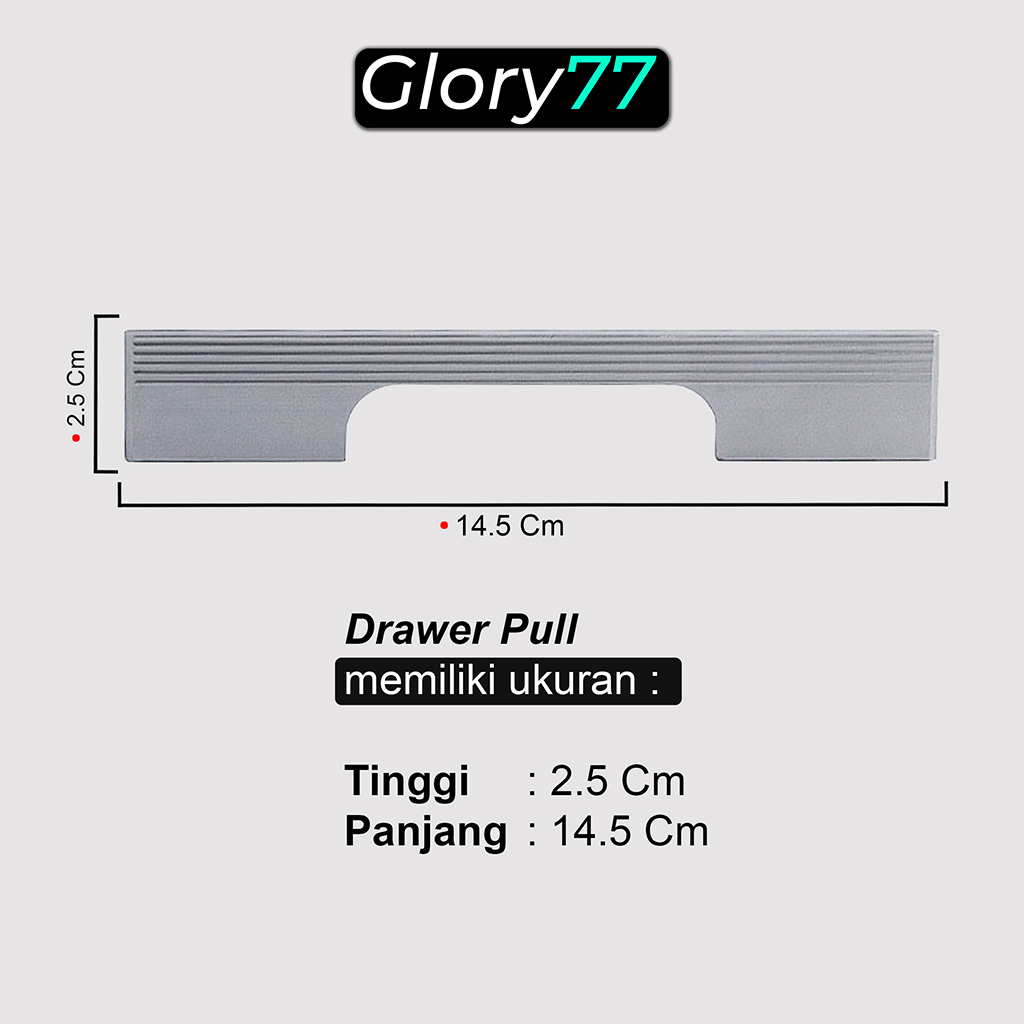 Glory77
• 2.5 Cm
• 14.5 Cm
Drawer Pull
memiliki ukuran :
Tinggi : 2.5 Cm
Panjang : 14.5 Cm